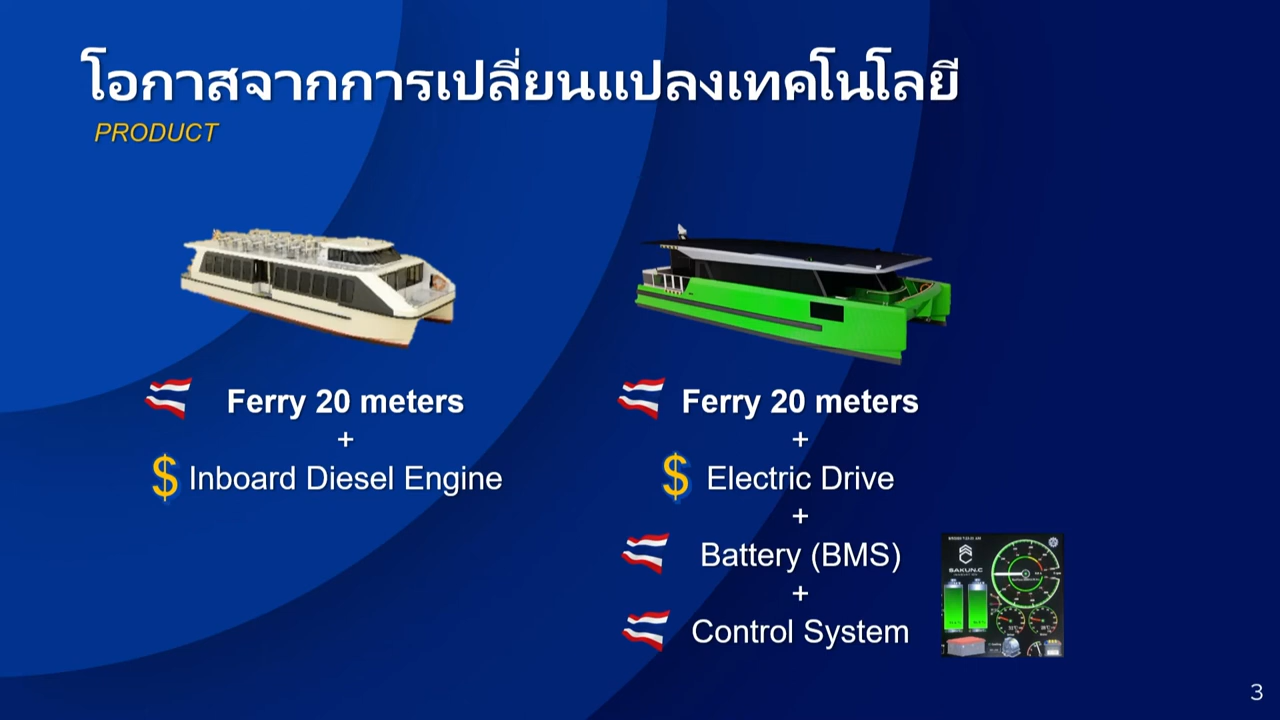 โอกาสจากการเปลี่ยนแปลงเทคโนโลยี
PRODUCT
Ferry 20 meters
+
$ Inboard Diesel Engine
Ferry 20 meters
+
$ Electric Drive
+
Battery (BMS)
+
Control System
SAKUN.C
3